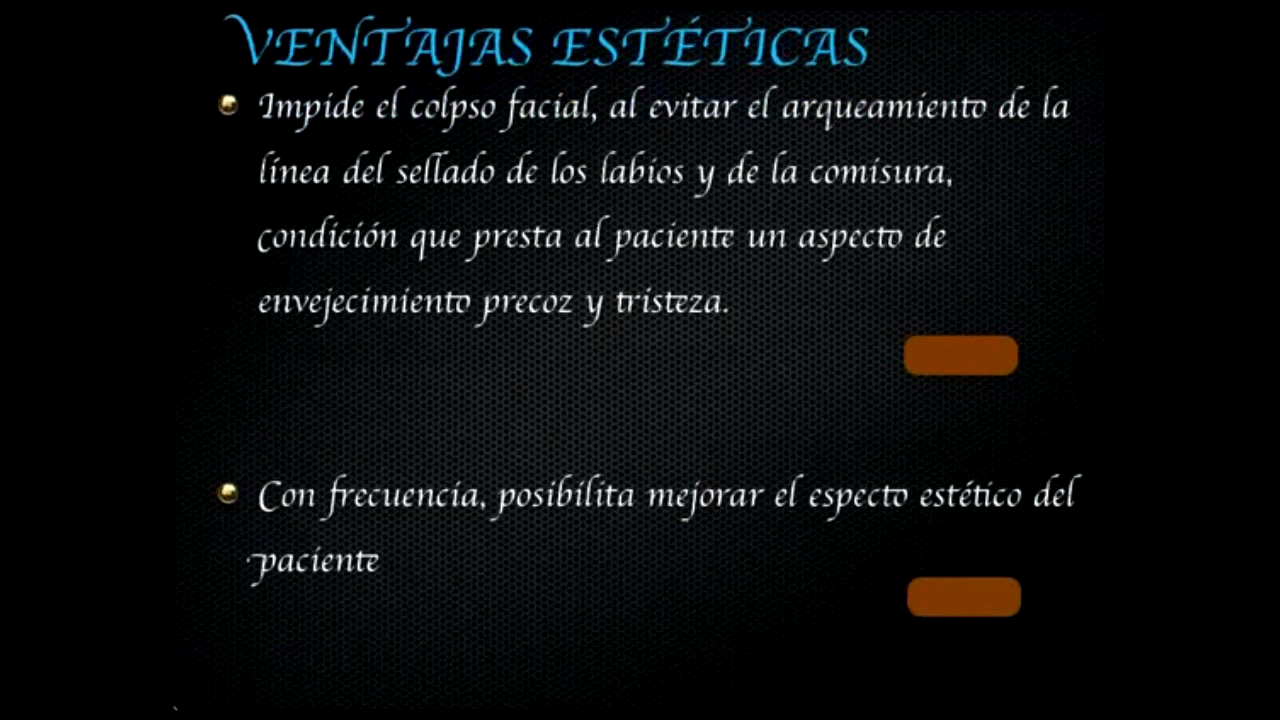 VENTAJAS ESTÉTICAS
Impide el colpso facial, al evitar el arqueamiento de la
línea del sellado de los labios y de la comisura,
condición que presta al paciente un aspecto de
envejecimiento precoz y tristeza.
Con frecuencia, posibilita mejorar el especto estético del
paciente